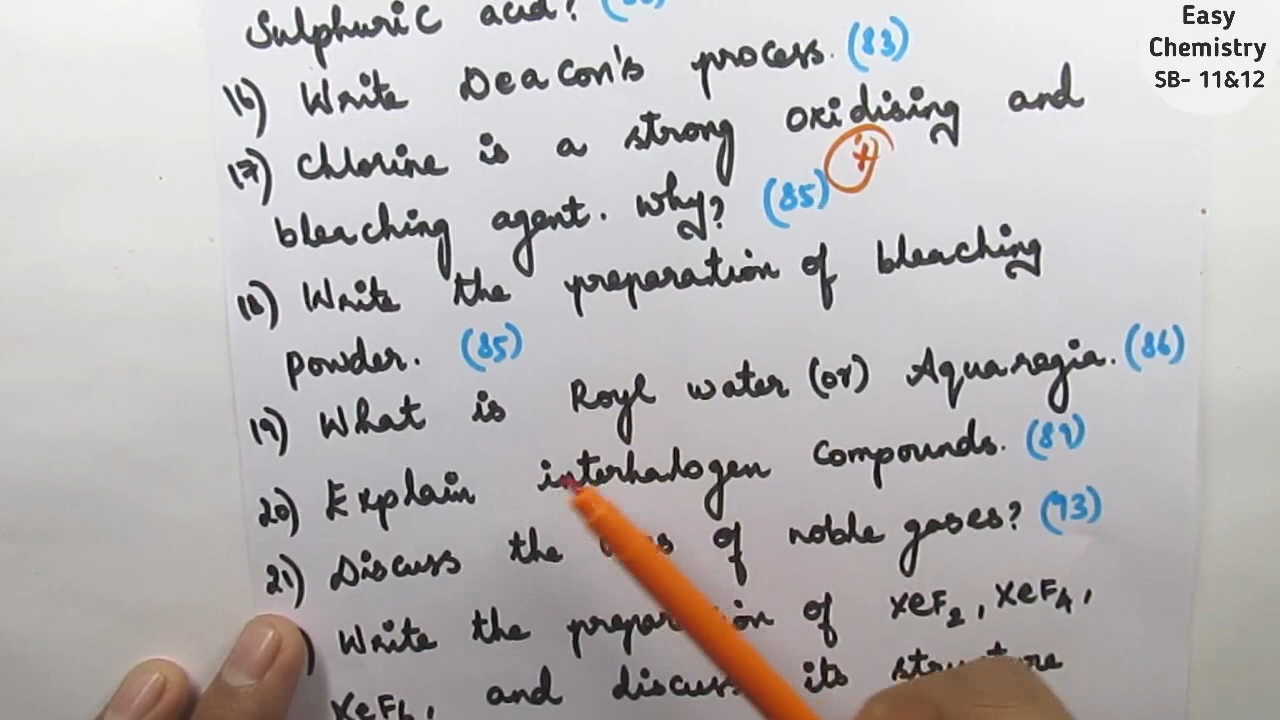 Sulphuric acid?
16) Write Deacon's process. (83)
17) Chlorine is a strong oxidising and
bleaching agent. Why? (85)
18) Write the preparation of bleaching
powder. (85)
19) What is Royl water (or) Aquaregia. (86)
20) Explain interhalogen compounds. (89)
21) Discuss the of noble gases? (93)
Write the preparation of XeF2, XeF4,
XeF6, and discuss its structure
Easy
Chemistry
SB- 11&12